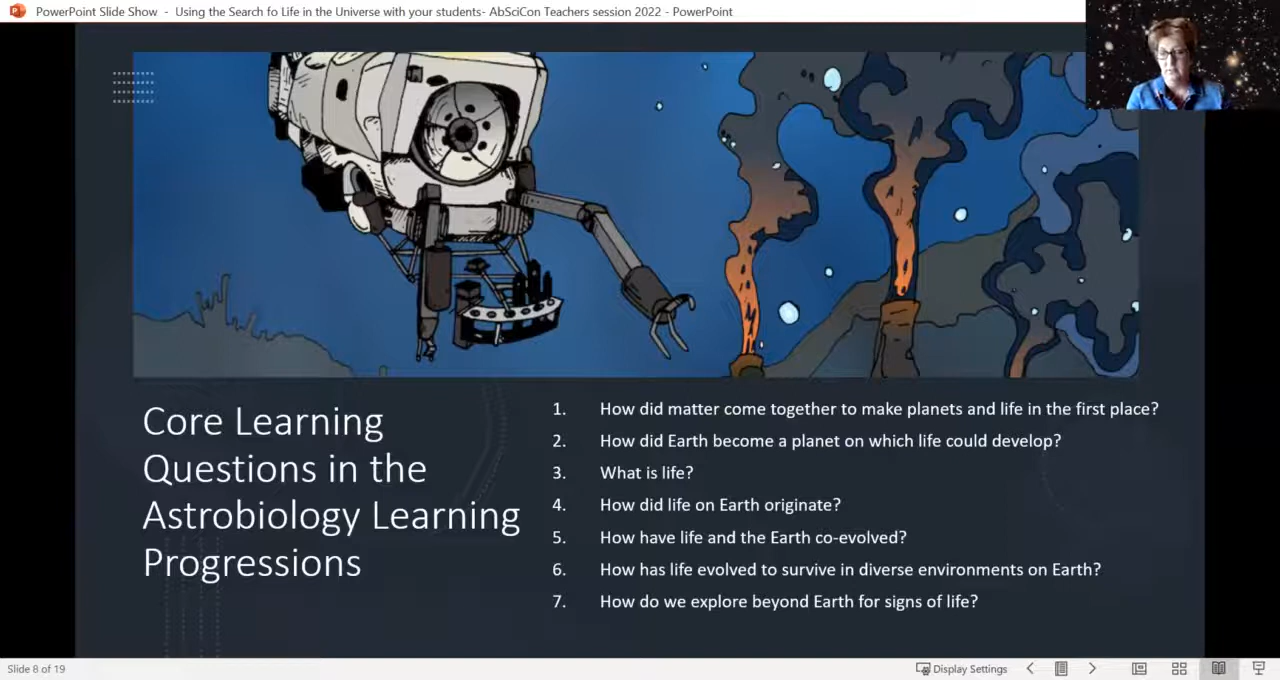 PowerPoint Slide Show - Using the Search fo Life in the Universe with your students- AbSciCon Teachers session 2022 - PowerPoint
Core Learning
Questions in the
Astrobiology Learning
Progressions
1. How did matter come together to make planets and life in the first place?
2. How did Earth become a planet on which life could develop?
3. What is life?
4. How did life on Earth originate?
5. How have life and the Earth co-evolved?
6. How has life evolved to survive in diverse environments on Earth?
7. How do we explore beyond Earth for signs of life?
Slide 8 of 19
Display Settings